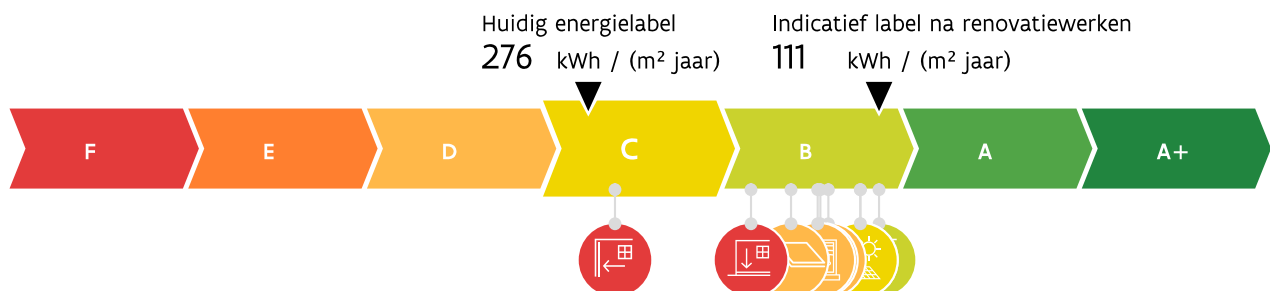 Huidig energielabel
276 kWh / (m² jaar)
Indicatief label na renovatiewerken
111 kWh / (m² jaar)
F E D C B A A+